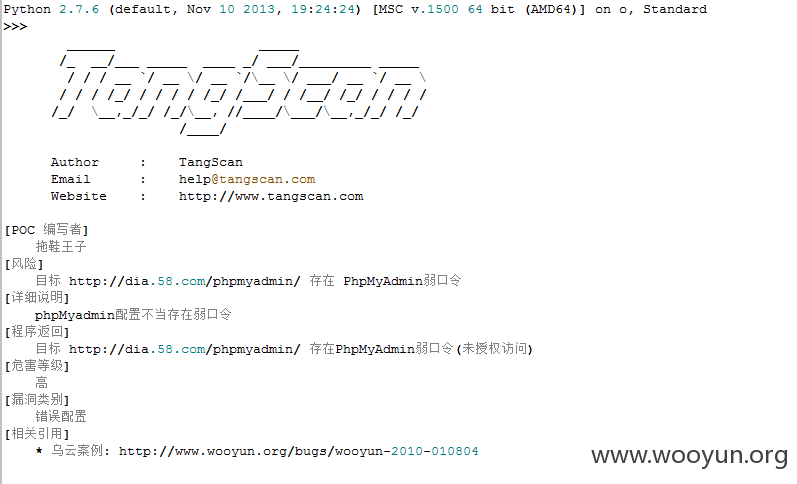 Python 2.7.6 (default, Nov 10 2013, 19:24:24) [MSC v.1500 64 bit (AMD64)] on o, Standard
>>>
TangScan
Author : TangScan
Email : help@tangscan.com
Website : http://www.tangscan.com
[POC 编写者]
拖鞋王子
[风险]
目标 http://dia.58.com/phpmyadmin/ 存在 PhpMyAdmin弱口令
[详细说明]
phpMyadmin配置不当存在弱口令
[程序返回]
目标 http://dia.58.com/phpmyadmin/ 存在PhpMyAdmin弱口令(未授权访问)
[危害等级]
高
[漏洞类别]
错误配置
[相关引用]
* 乌云案例: http://www.wooyun.org/bugs/wooyun-2010-010804
www.wooyun.org